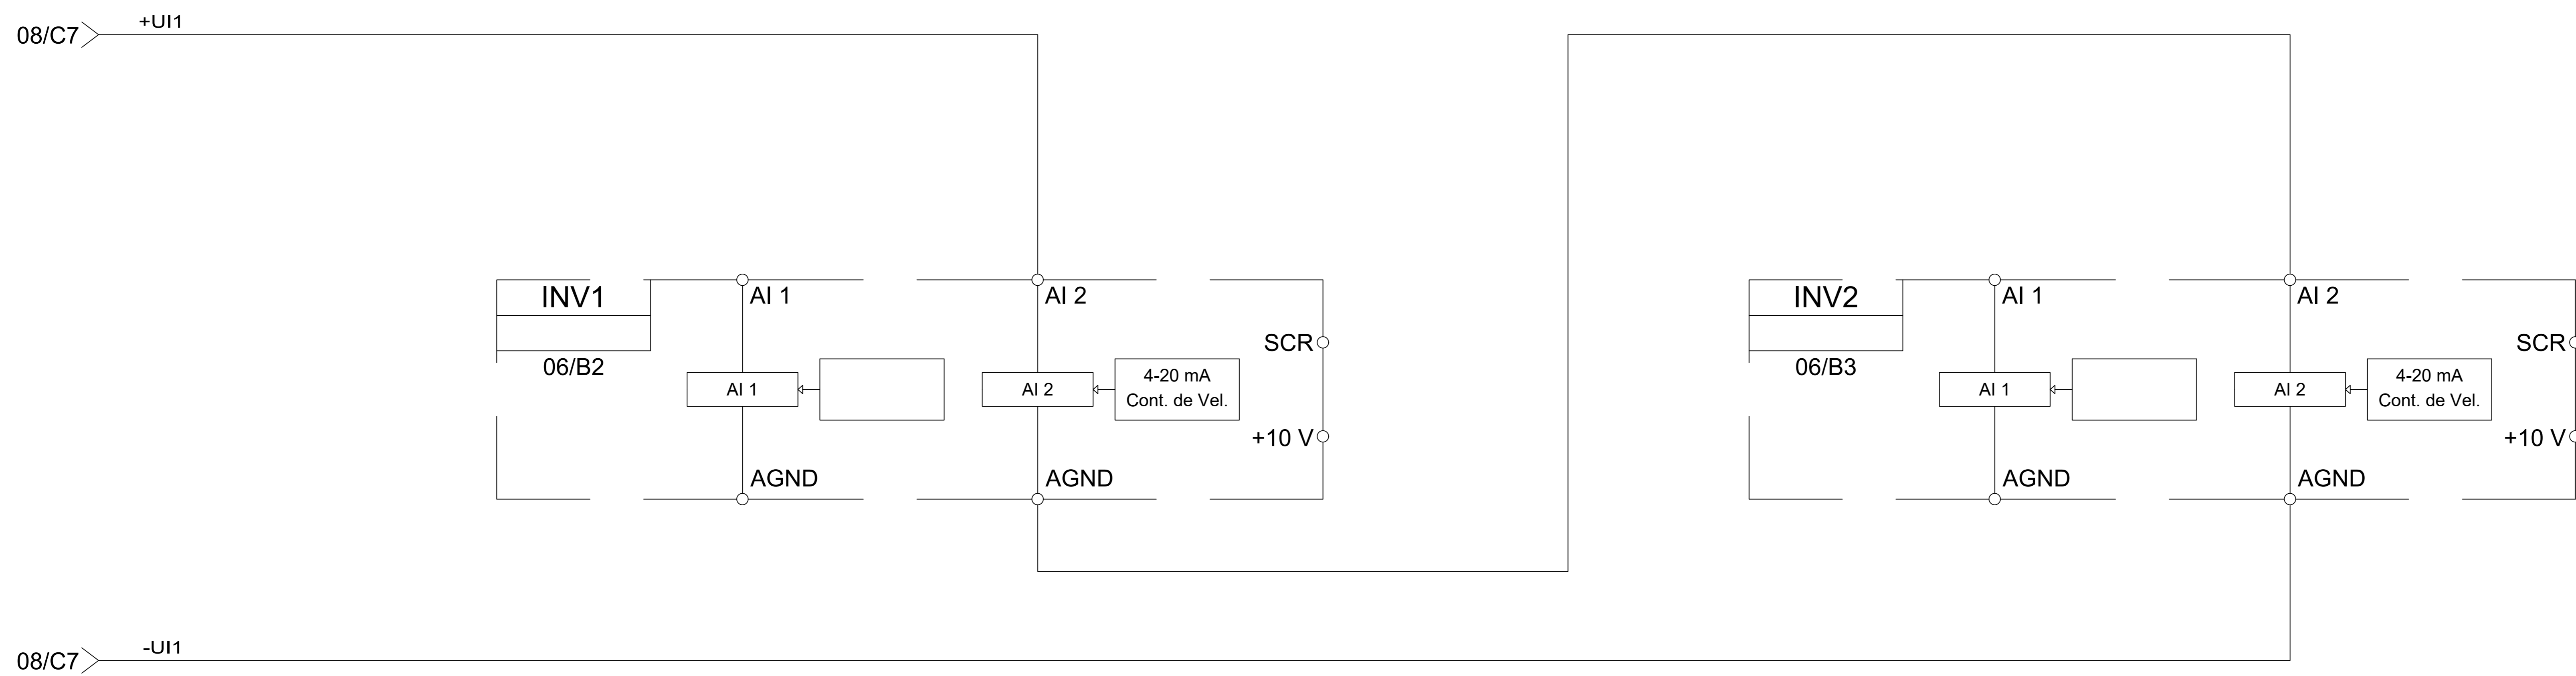 +UI1
08/C7
INV1
AI 1
AI 2
INV2
AI 1
AI 2
SCR
SCR
06/B2
06/B3
AI 1
AI 2
4-20 mA
Cont. de Vel.
AI 1
AI 2
4-20 mA
Cont. de Vel.
+10 V
+10 V
AGND
AGND
AGND
AGND
-UI1
08/C7